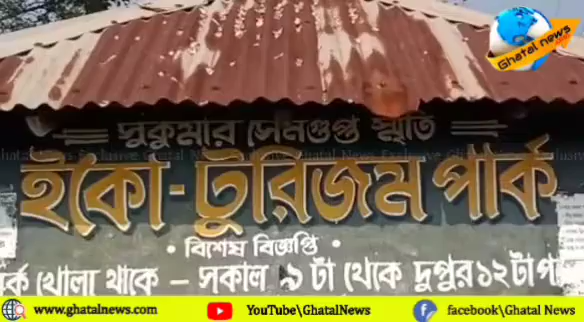 Ghatal news
সুকুমার সেনগুপ্ত স্মৃতি
ইকো-টুরিজম পার্ক
• বিশেষ বিজ্ঞপ্তি •
র্ক খোলা থাকে – সকাল ৯ টা থেকে দুপুর ১২ টা প
www.ghatalnews.com YouTube\GhatalNews facebook\Ghatal News